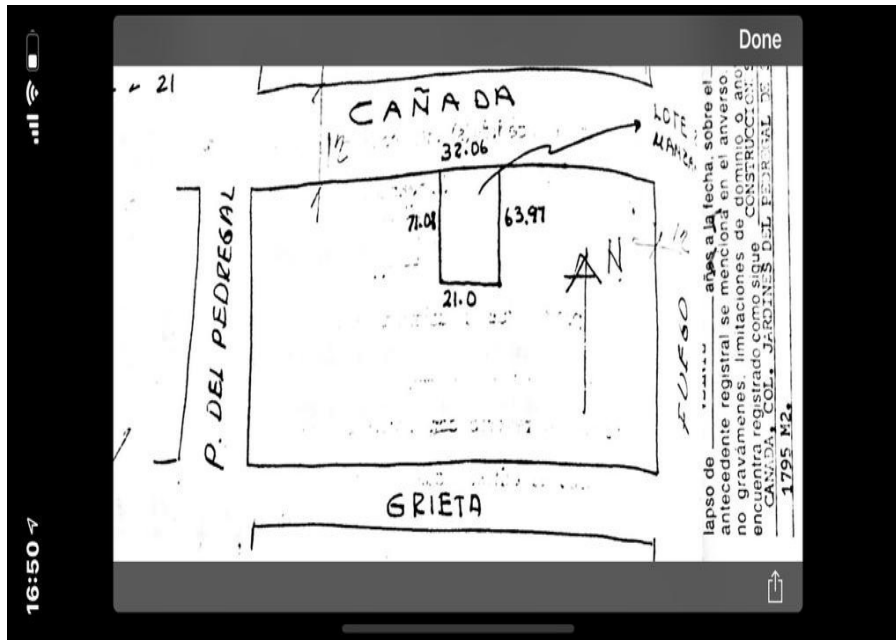 Done
21
CAÑADA
LOTE
32.06
71.08
63.97
21.0
N
12
P. DEL PEDREGAL
FUEGO
GRIETA
lapso de años a la fecha, sobre el
antecedente registral se menciona en el anverso.
no gravámenes, limitaciones de dominio o
encuentra registrado como sigue CONSTRUCCION
CAÑADA, COL. JARDINES DEL PEDREGAL DE
1795 M2.
16:50